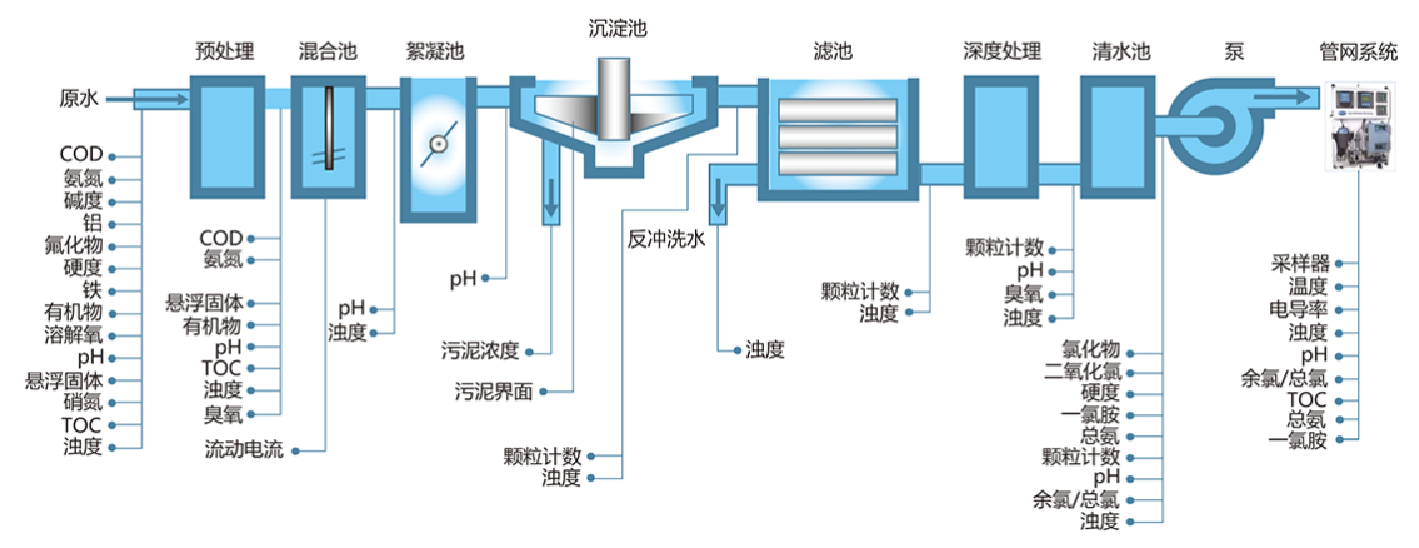 沉淀池
预处理
混合池
絮凝池
滤池
深度处理
清水池
泵
管网系统
原水
COD
氨氮
碱度
铝
氟化物
硬度
铁
有机物
溶解氧
pH
悬浮固体
硝氮
TOC
浊度
COD
氨氮
悬浮固体
有机物
pH
TOC
浊度
臭氧
流动电流
pH
浊度
pH
污泥浓度
污泥界面
颗粒计数
浊度
反冲洗水
浊度
颗粒计数
浊度
颗粒计数
pH
臭氧
浊度
氯化物
二氧化氯
硬度
一氯胺
总氨
颗粒计数
pH
余氯/总氯
浊度
采样器
温度
电导率
浊度
pH
余氯/总氯
TOC
总氨
一氯胺